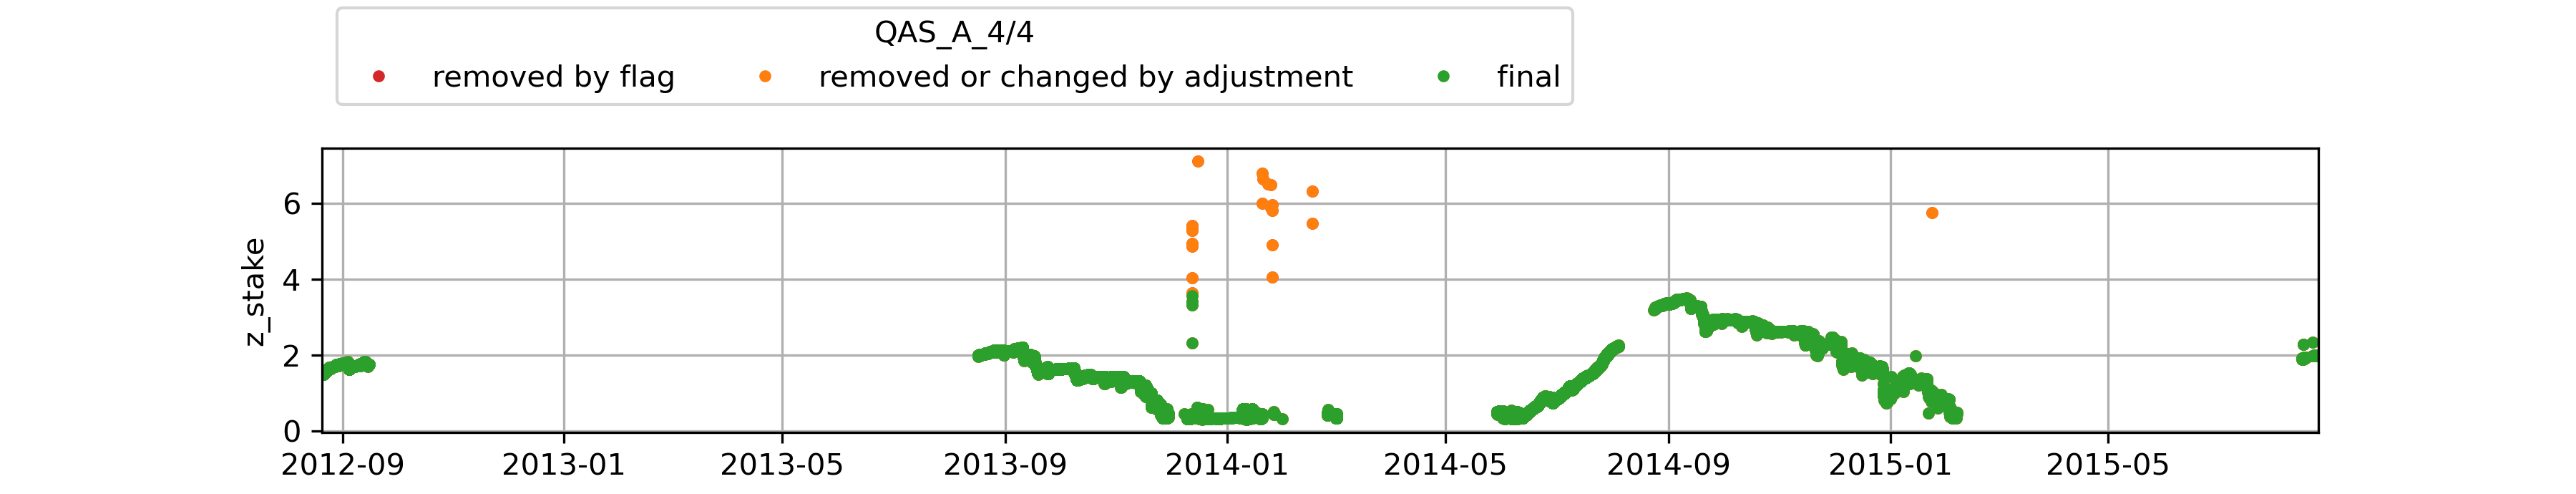 QAS_A_4/4
removed by flag removed or changed by adjustment final
z_stake
6
4
2
0
2012-09 2013-01 2013-05 2013-09 2014-01 2014-05 2014-09 2015-01 2015-05